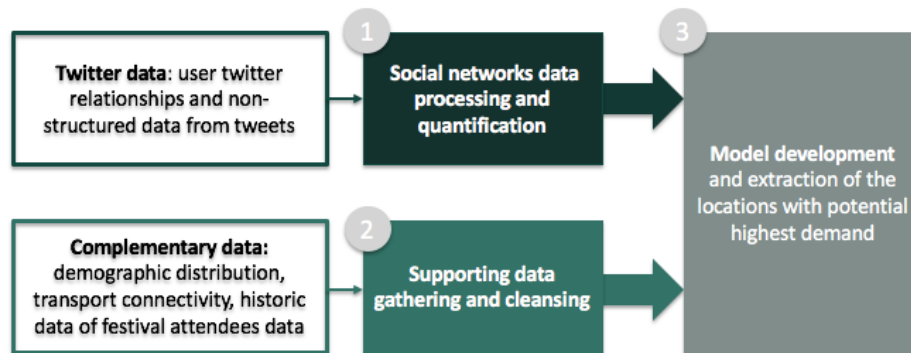 1
Twitter data: user twitter
relationships and non-
structured data from tweets
Social networks data
processing and
quantification
2
Complementary data:
demographic distribution,
transport connectivity, historic
data of festival attendees data
Supporting data
gathering and cleansing
3
Model development
and extraction of the
locations with potential
highest demand